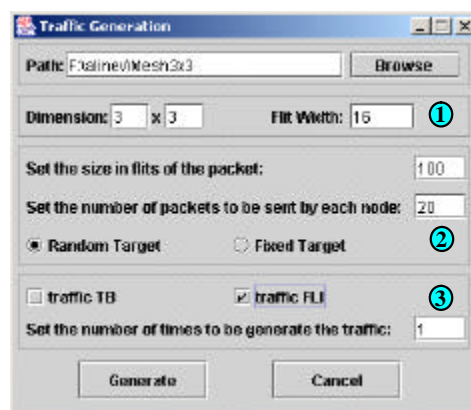 Traffic Generation
Path: F:\aline\Mesh3x3 Browse
Dimension: 3 x 3 Flit Width: 16 1
Set the size in flits of the packet: 100
Set the number of packets to be sent by each node: 20
Random Target Fixed Target 2
traffic TB traffic FLI 3
Set the number of times to be generate the traffic: 1
Generate Cancel